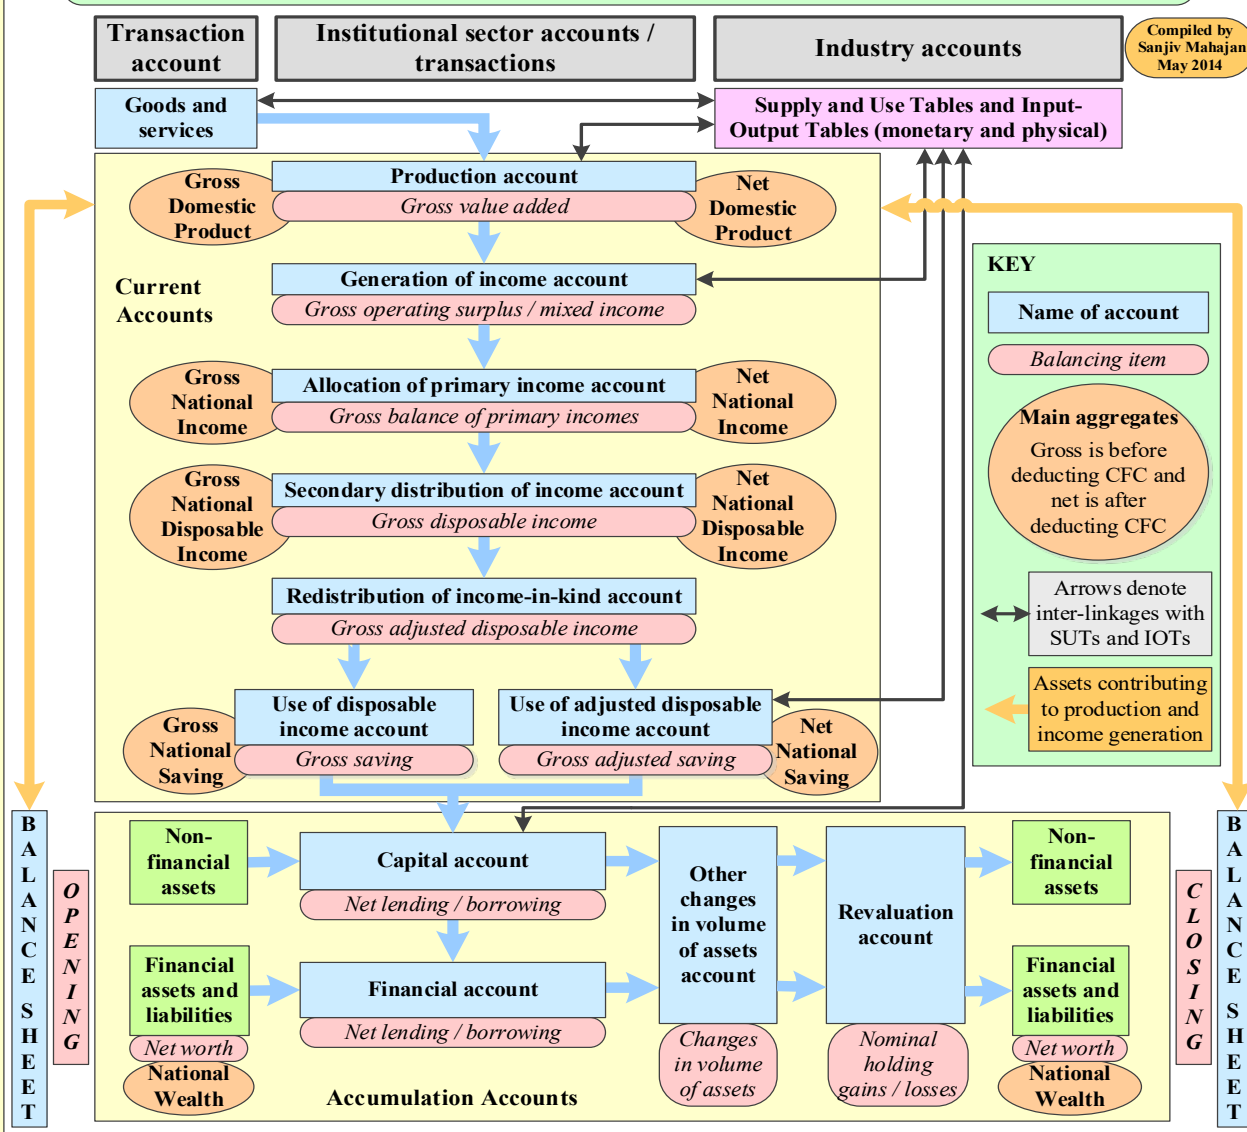 Transaction
account
Institutional sector accounts /
transactions
Industry accounts
Compiled by
Sanjiv Mahajan
May 2014
Goods and
services
Supply and Use Tables and Input-
Output Tables (monetary and physical)
Production account
Gross value added
Gross
Domestic
Product
Net
Domestic
Product
Current
Accounts
Generation of income account
Gross operating surplus / mixed income
Gross
National
Income
Allocation of primary income account
Gross balance of primary incomes
Net
National
Income
Gross
National
Disposable
Income
Secondary distribution of income account
Gross disposable income
Net
National
Disposable
Income
Redistribution of income-in-kind account
Gross adjusted disposable income
Gross
National
Saving
Use of disposable
income account
Gross saving
Use of adjusted disposable
income account
Gross adjusted saving
Net
National
Saving
KEY
Name of account
Balancing item
Main aggregates
Gross is before
deducting CFC and
net is after
deducting CFC
Arrows denote
inter-linkages with
SUTs and IOTs
Assets contributing
to production and
income generation
BALANCE SHEET
OPENING
Non-
financial
assets
Capital account
Net lending / borrowing
Financial
assets and
liabilities
Net worth
National
Wealth
Financial account
Net lending / borrowing
Other
changes
in volume
of assets
account
Changes
in volume
of assets
Revaluation
account
Nominal
holding
gains / losses
Non-
financial
assets
Financial
assets and
liabilities
Net worth
National
Wealth
Accumulation Accounts
CLOSING
BALANCE SHEET